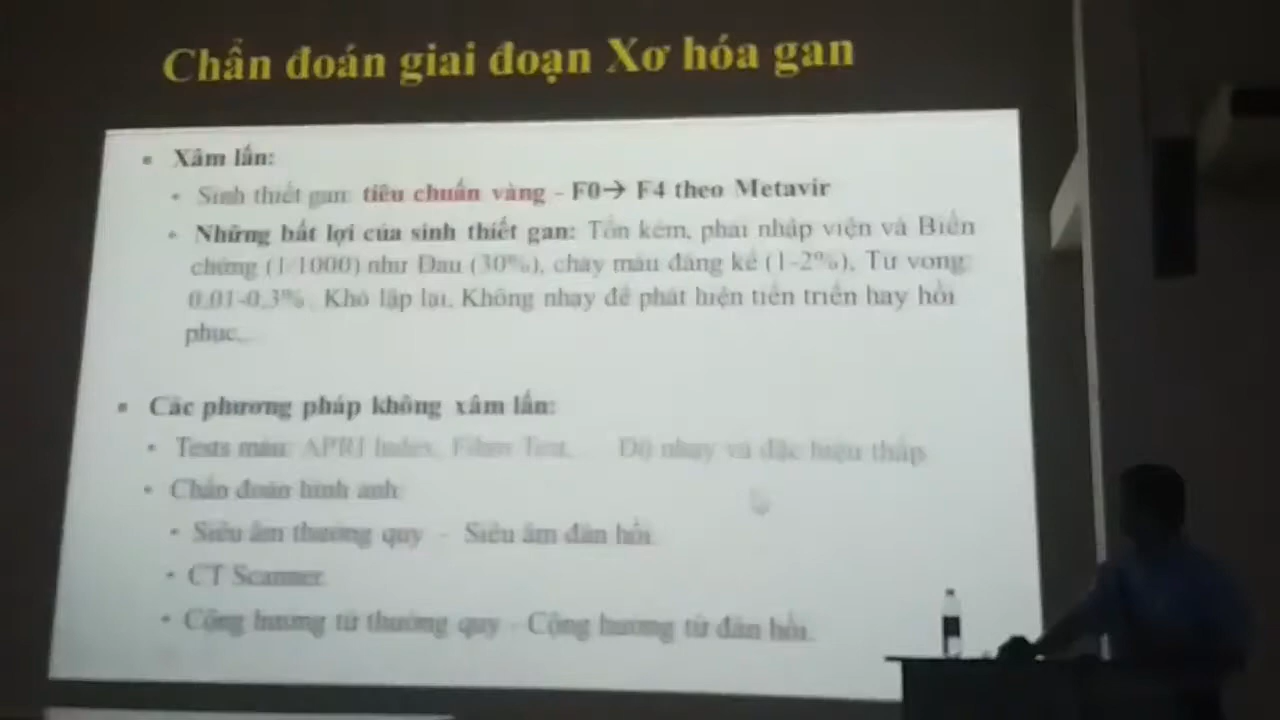 Chẩn đoán giai đoạn Xơ hóa gan
Xâm lấn:
Sinh thiết gan: tiêu chuẩn vàng - F0→ F4 theo Metavir
Những bất lợi của sinh thiết gan: Tốn kém, phải nhập viện và Biến
chứng (1/1000) như Đau (30%), chảy máu đáng kể (1-2%), Tử vong
0,01-0,3% Khó lập lại, Không nhạy để phát hiện tiến triển hay hồi
phục...
Các phương pháp không xâm lấn:
Tests máu: APRI Index, Fibro Test, Độ nhạy và đặc hiệu thấp
Chẩn đoán hình ảnh
Siêu âm thường quy - Siêu âm đàn hồi
CT Scanner
Cộng hưởng từ thường quy - Cộng hưởng từ đàn hồi.